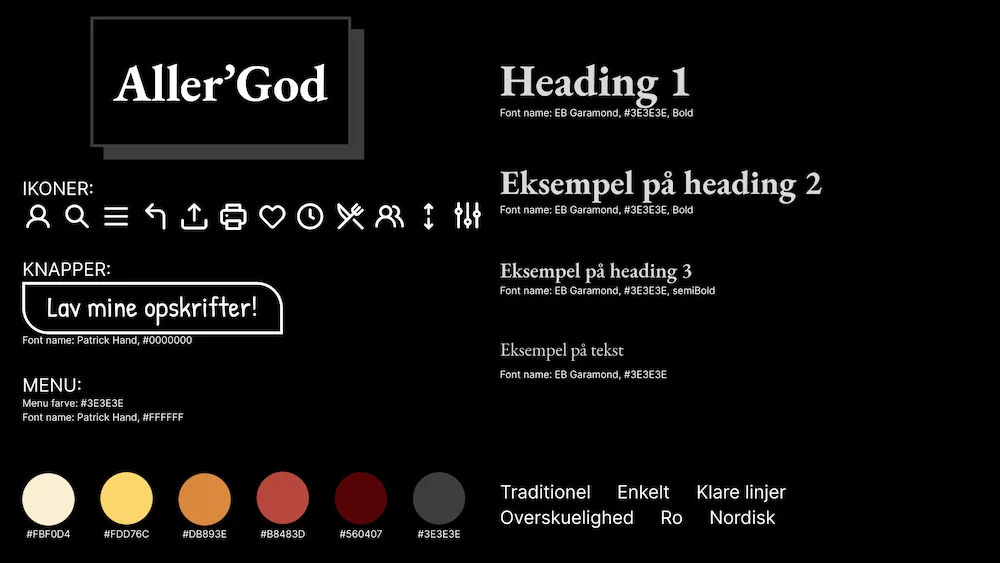 Aller’God
IKONER:
KNAPPER:
Lav mine opskrifter!
Font name: Patrick Hand, #0000000
MENU:
Menu farve: #3E3E3E
Font name: Patrick Hand, #FFFFFF
#FBF0D4 #FDD76C #DB893E #B8483D #560407 #3E3E3E
Heading 1
Font name: EB Garamond, #3E3E3E, Bold
Eksempel på heading 2
Font name: EB Garamond, #3E3E3E, Bold
Eksempel på heading 3
Font name: EB Garamond, #3E3E3E, semiBold
Eksempel på tekst
Font name: EB Garamond, #3E3E3E
Traditionel Enkelt Klare linjer
Overskuelighed Ro Nordisk